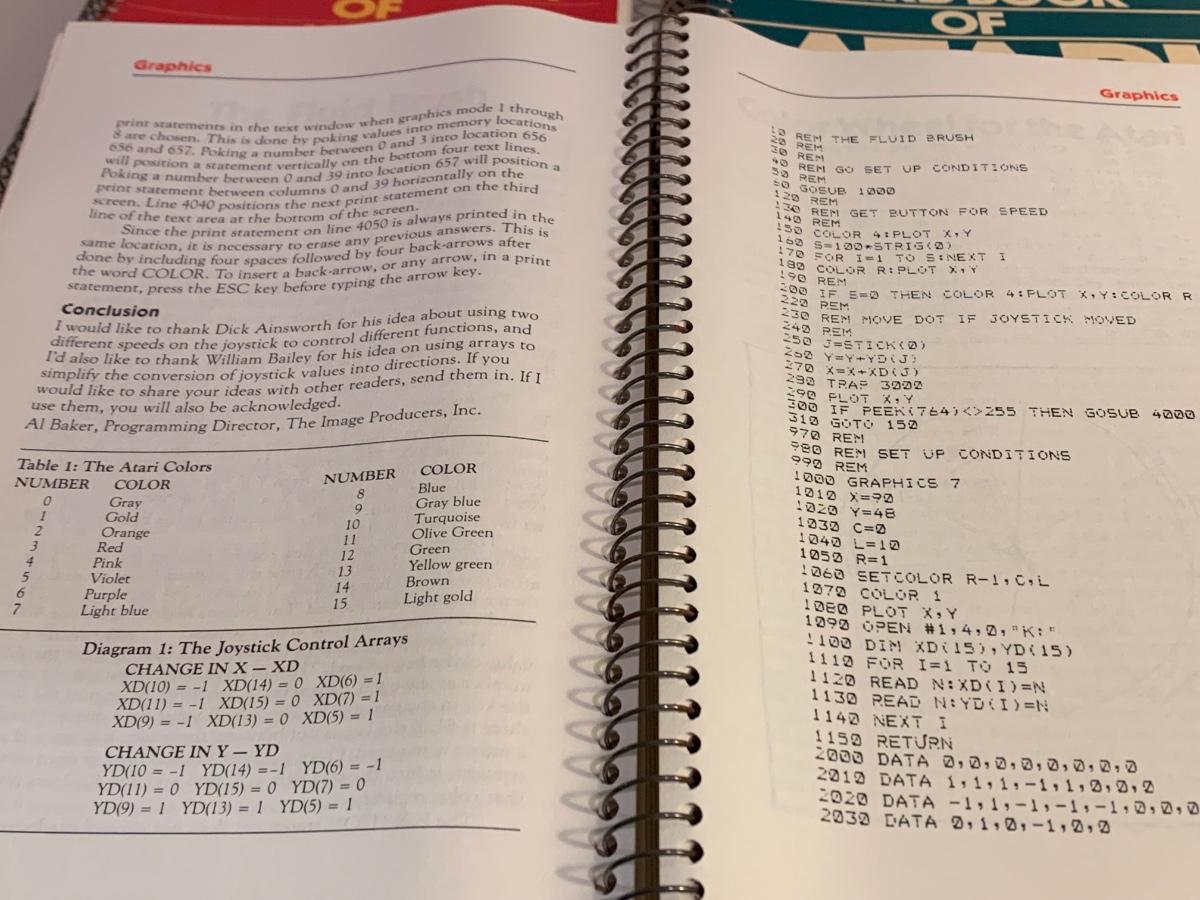 OF
BOOK
OF
Graphics
print statements in the text window when graphics mode 1 through
8 are chosen. This is done by poking values into memory locations
656 and 657. Poking a number between 0 and 3 into location 656
will position a statement vertically on the bottom four text lines.
Poking a number between 0 and 39 into location 657 will position a
print statement between columns 0 and 39 horizontally on the
screen. Line 4040 positions the next print statement on the third
line of the text area at the bottom of the screen.
Since the print statement on line 4050 is always printed in the
same location, it is necessary to erase any previous answers. This is
done by including four spaces followed by four back-arrows after
the word COLOR. To insert a back-arrow, or any arrow, in a print
statement, press the ESC key before typing the arrow key.
Conclusion
I would like to thank Dick Ainsworth for his idea about using two
different speeds on the joystick to control different functions, and
I'd also like to thank William Bailey for his idea on using arrays to
simplify the conversion of joystick values into directions. If you
would like to share your ideas with other readers, send them in. If I
use them, you will also be acknowledged.
Al Baker, Programming Director, The Image Producers, Inc.
Table 1: The Atari Colors
NUMBER COLOR NUMBER COLOR
0 Gray 8 Blue
1 Gold 9 Gray blue
2 Orange 10 Turquoise
3 Red 11 Olive Green
4 Pink 12 Green
5 Violet 13 Yellow green
6 Purple 14 Brown
7 Light blue 15 Light gold
Diagram 1: The Joystick Control Arrays
CHANGE IN X — XD
XD(10) = -1 XD(14) = 0 XD(6) =1
XD(11) = -1 XD(15) = 0 XD(7) =1
XD(9) = -1 XD(13) = 0 XD(5) = 1
CHANGE IN Y — YD
YD(10 = -1 YD(14) =-1 YD(6) = -1
YD(11) = 0 YD(15) = 0 YD(7) = 0
YD(9) = 1 YD(13) = 1 YD(5) = 1
Graphics
10 REM THE FLUID BRUSH
20 REM
30 REM
40 REM GO SET UP CONDITIONS
50 REM
60 GOSUB 1000
120 REM
130 REM GET BUTTON FOR SPEED
140 REM
150 COLOR 4:PLOT X,Y
160 S=100*STRIG(0)
170 FOR I=1 TO S:NEXT I
180 COLOR R:PLOT X,Y
190 REM
200 IF S=0 THEN COLOR 4:PLOT X,Y:COLOR R
220 REM
230 REM MOVE DOT IF JOYSTICK MOVED
240 REM
250 J=STICK(0)
260 Y=Y+YD(J)
270 X=X+XD(J)
280 TRAP 3000
290 PLOT X,Y
300 IF PEEK(764)<>255 THEN GOSUB 4000
310 GOTO 150
970 REM
980 REM SET UP CONDITIONS
990 REM
1000 GRAPHICS 7
1010 X=90
1020 Y=48
1030 C=0
1040 L=10
1050 R=1
1060 SETCOLOR R-1,C,L
1070 COLOR 1
1080 PLOT X,Y
1090 OPEN #1,4,0,"K:"
1100 DIM XD(15),YD(15)
1110 FOR I=1 TO 15
1120 READ N:XD(I)=N
1130 READ N:YD(I)=N
1140 NEXT I
1150 RETURN
2000 DATA 0,0,0,0,0,0,0,0
2010 DATA 1,1,1,-1,1,0,0,0
2020 DATA -1,1,-1,-1,-1,0,0,0
2030 DATA 0,1,0,-1,0,0